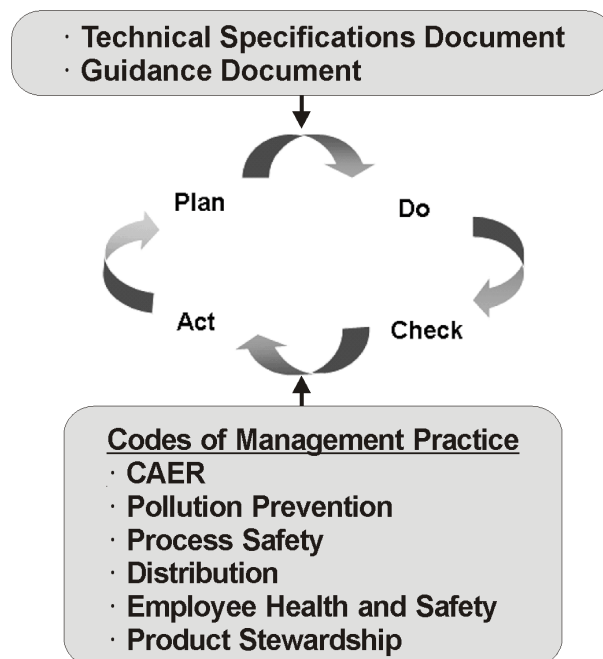 · Technical Specifications Document
· Guidance Document
Plan
Do
Act
Check
Codes of Management Practice
· CAER
· Pollution Prevention
· Process Safety
· Distribution
· Employee Health and Safety
· Product Stewardship